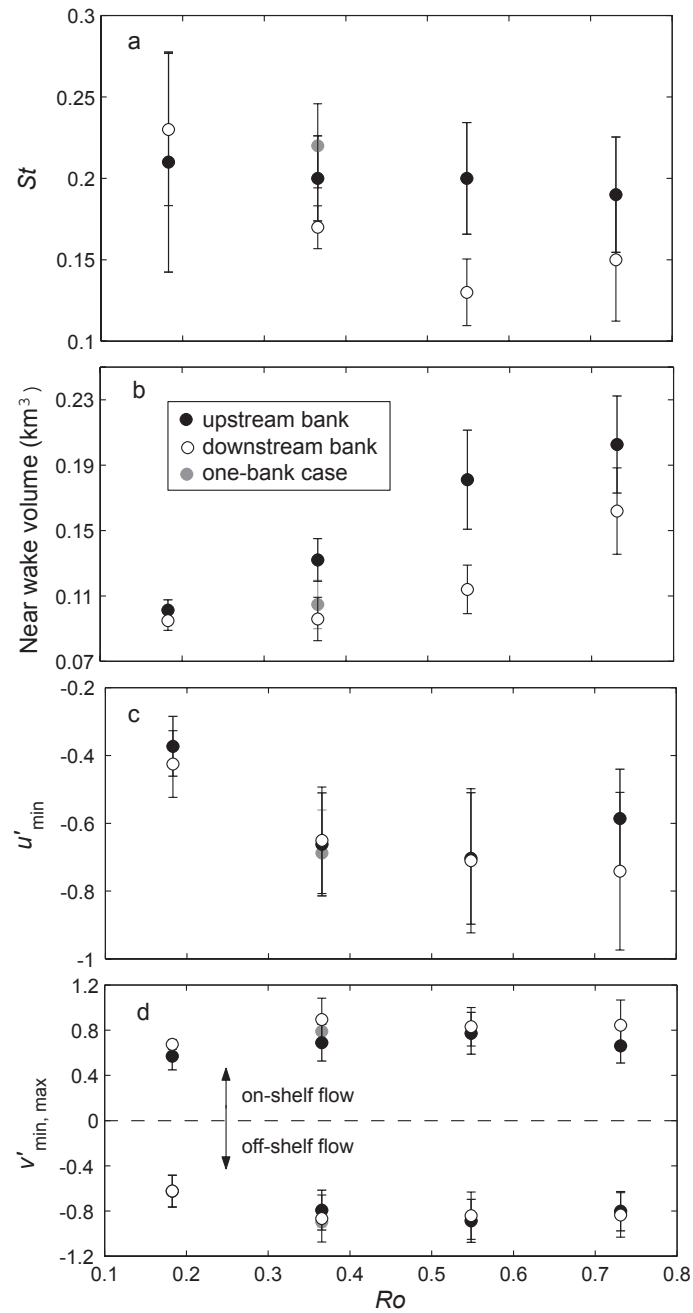 a
0.3
0.25
0.2
0.15
0.1
St
b
0.23
0.19
0.15
0.11
0.07
Near wake volume (km³)
upstream bank
downstream bank
one-bank case
c
-0.2
-0.4
-0.6
-0.8
-1
u'min
d
1.2
0.8
0.4
0
-0.4
-0.8
-1.2
v'min, max
on-shelf flow
off-shelf flow
0.1 0.2 0.3 0.4 0.5 0.6 0.7 0.8
Ro